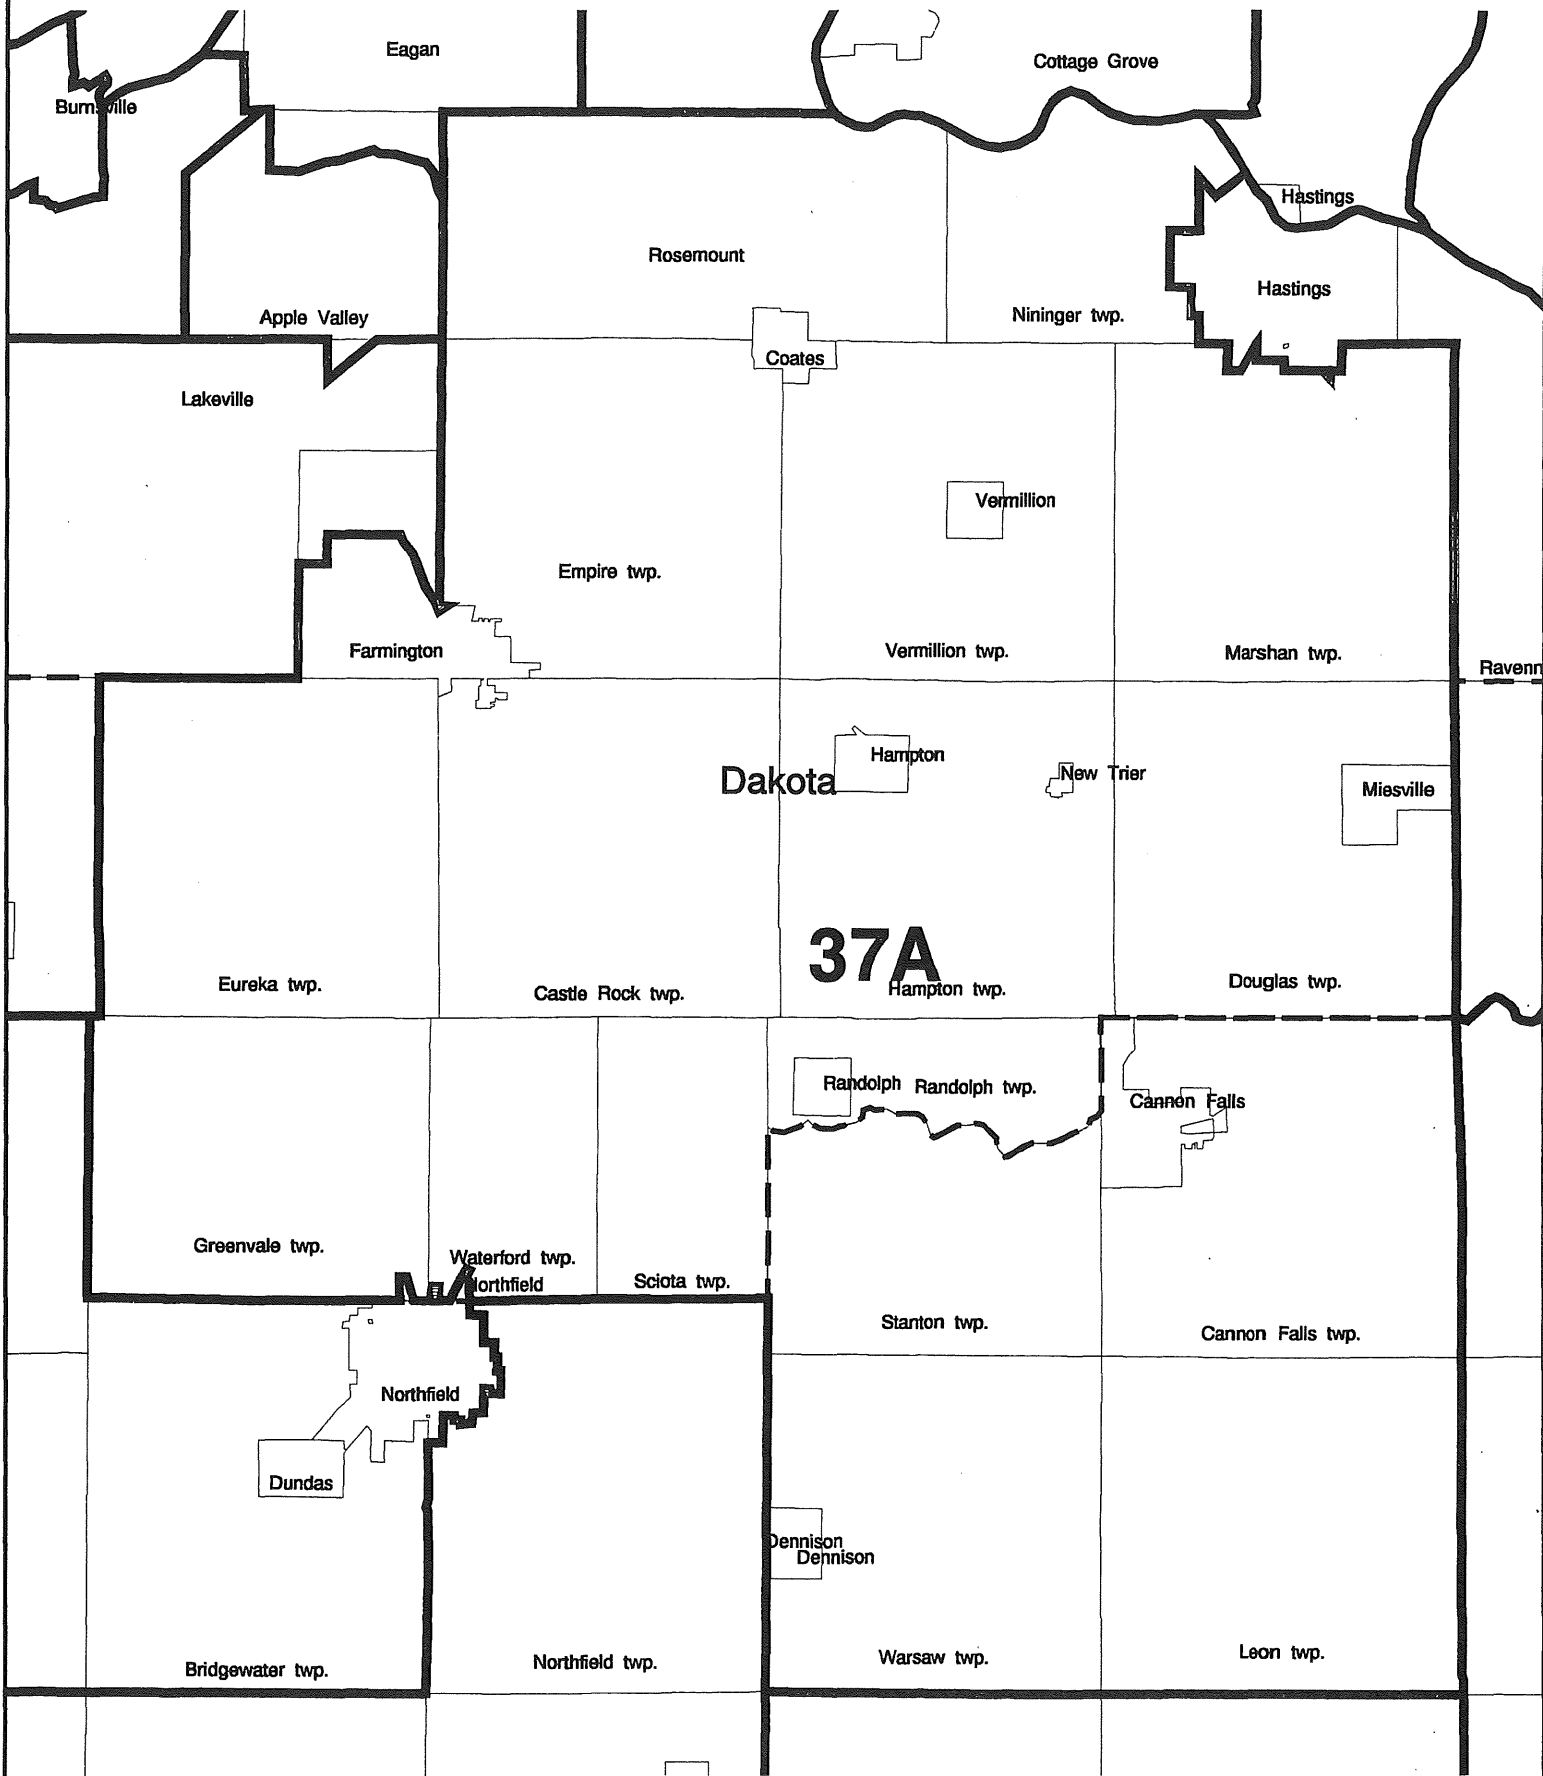 Eagan
Cottage Grove
Burnsville
Hastings
Rosemount
Hastings
Apple Valley
Nininger twp.
Coates
Lakeville
Vermillion
Empire twp.
Farmington
Vermillion twp.
Marshan twp.
Ravenn
Hampton
New Trier
Dakota
Miesville
37A
Eureka twp.
Castle Rock twp.
Hampton twp.
Douglas twp.
Randolph
Randolph twp.
Cannon Falls
Greenvale twp.
Waterford twp.
Northfield
Sciota twp.
Stanton twp.
Cannon Falls twp.
Northfield
Dundas
Dennison
Dennison
Bridgewater twp.
Northfield twp.
Warsaw twp.
Leon twp.